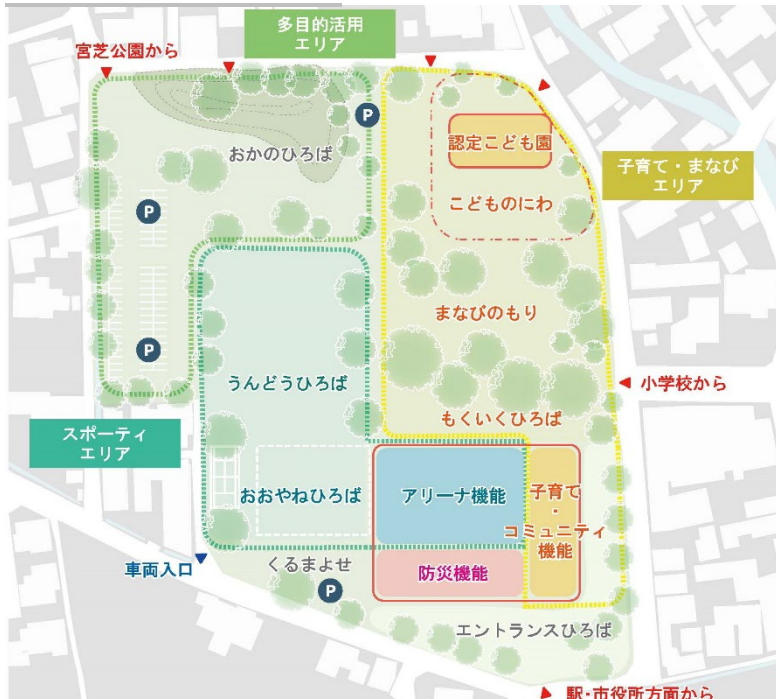 多目的活用
エリア
宮芝公園から
P
認定こども園
おかのひろば
子育て・まなび
エリア
こどものにわ
P
まなびのもり
P
うんどうひろば
小学校から
もくいくひろば
スポーティ
エリア
おおやねひろば
アリーナ機能
子育て
・
コミュニティ
機能
車両入口
くるまよせ
防災機能
P
エントランスひろば
駅・市役所方面から